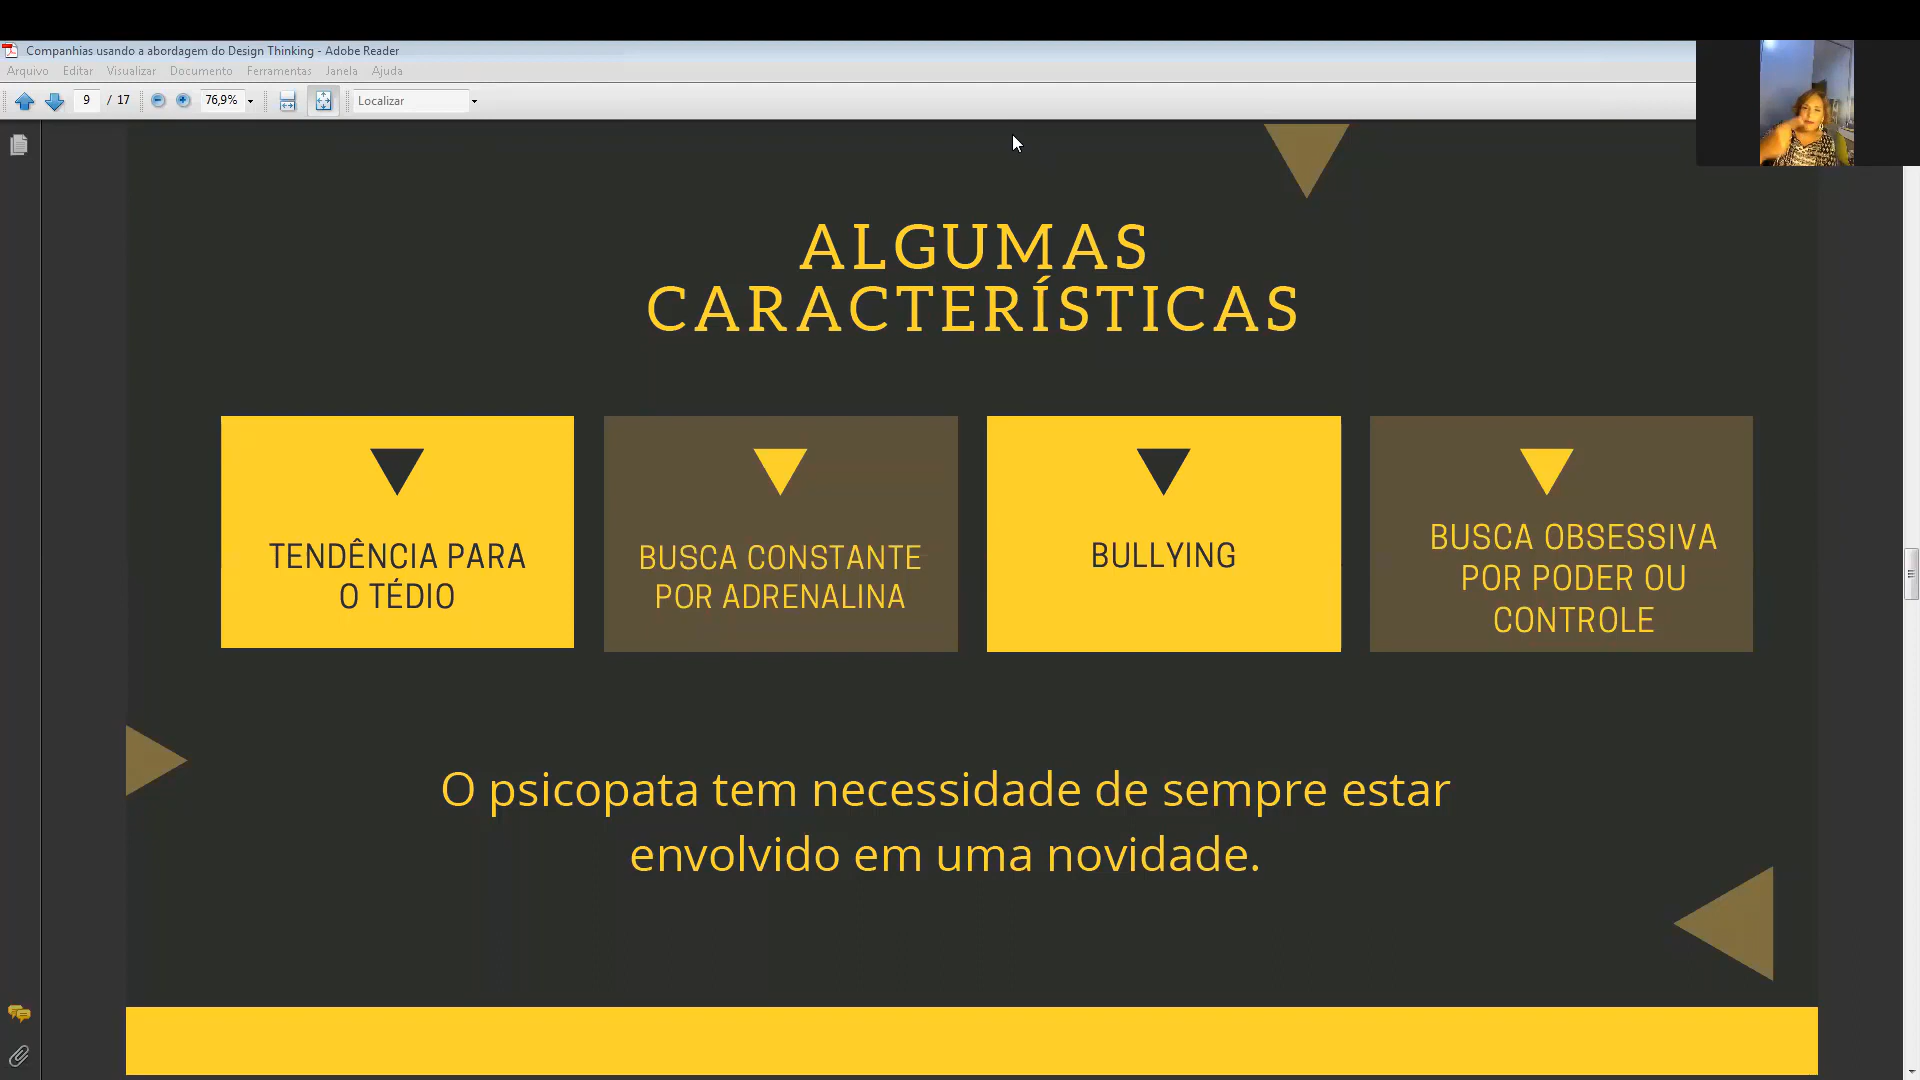 Companhias usando a abordagem do Design Thinking - Adobe Reader
Arquivo Editar Visualizar Documento Ferramentas Janela Ajuda
9 / 17 76,9% Localizar
ALGUMAS
CARACTERÍSTICAS
TENDÊNCIA PARA
O TÉDIO
BUSCA CONSTANTE
POR ADRENALINA
BULLYING
BUSCA OBSESSIVA
POR PODER OU
CONTROLE
O psicopata tem necessidade de sempre estar
envolvido em uma novidade.